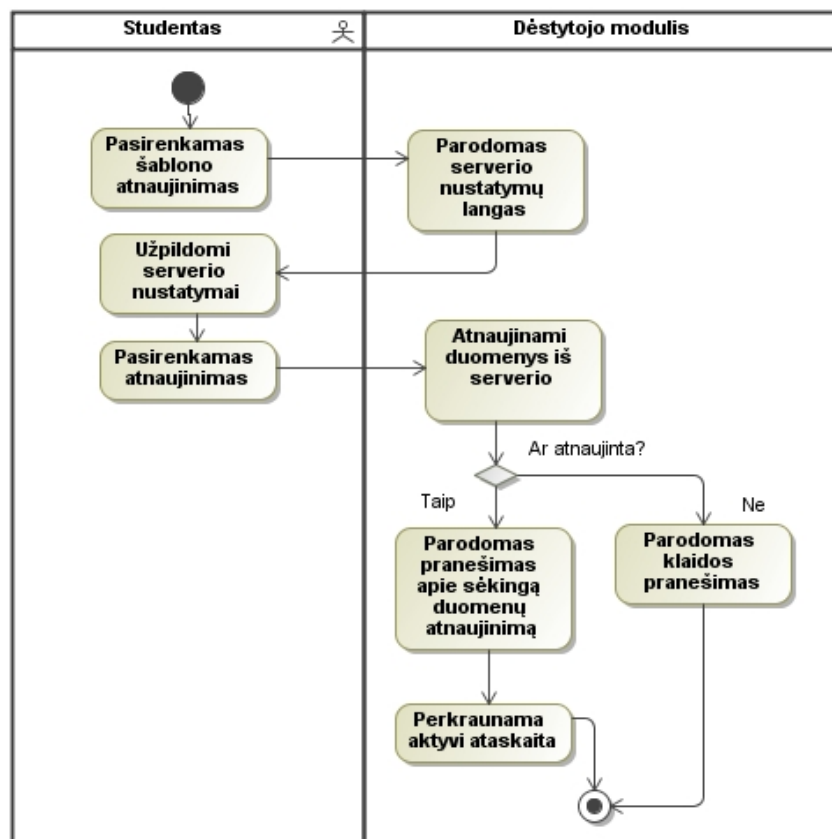 Studentas
Dėstytojo modulis
Pasirenkamas
šablono
atnaujinimas
Parodomas
serverio
nustatymų
langas
Užpildomi
serverio
nustatymai
Pasirenkamas
atnaujinimas
Atnaujinami
duomenys iš
serverio
Ar atnaujinta?
Taip
Ne
Parodomas
pranešimas
apie sėkingą
duomenų
atnaujinimą
Parodomas
klaidos
pranešimas
Perkraunama
aktyvi ataskaita